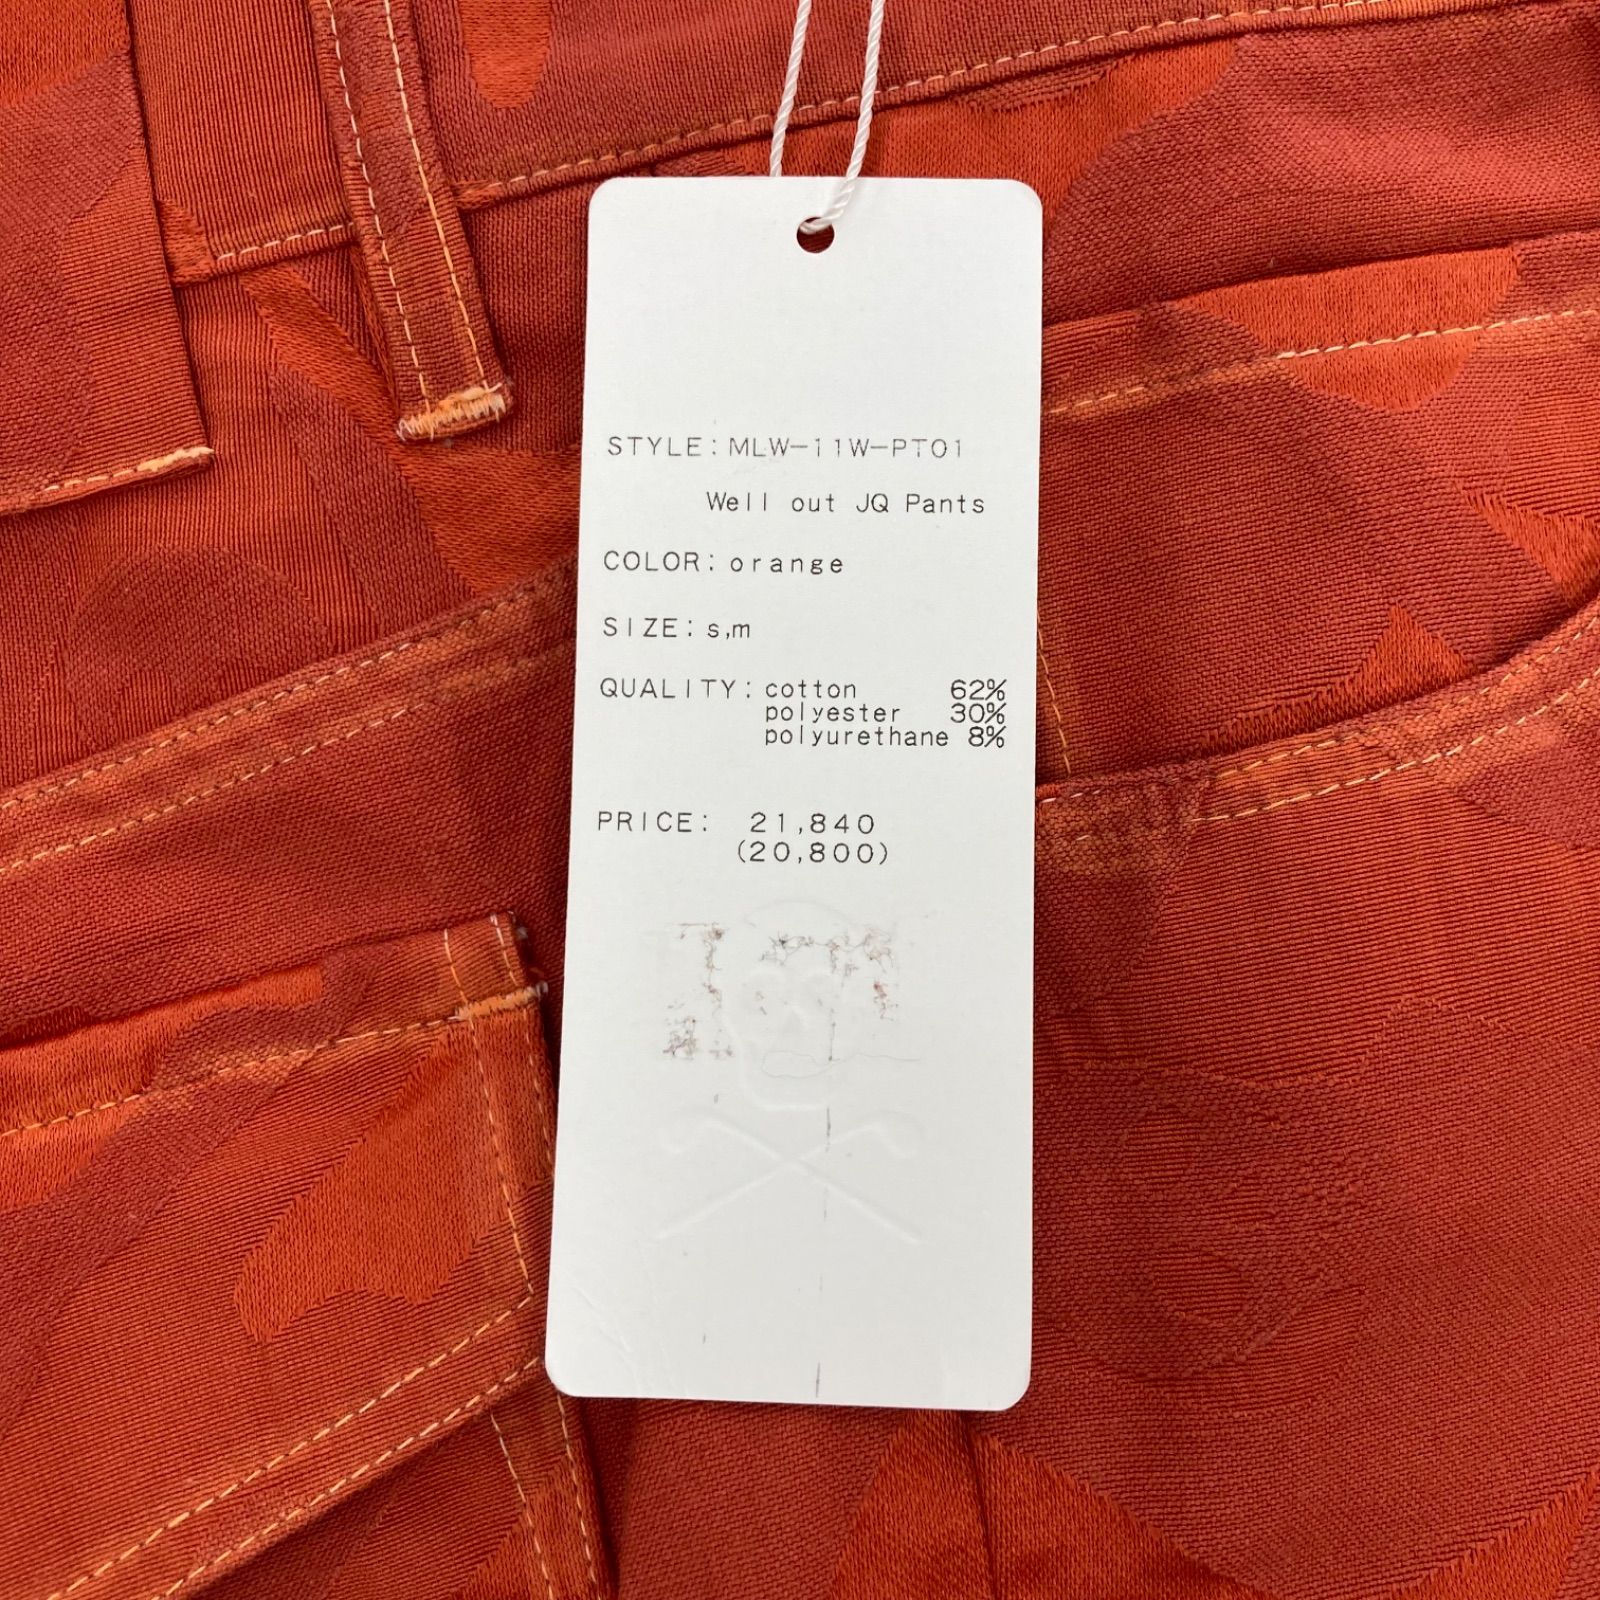 STYLE: MLW-11W-PT01
Well out JQ Pants
COLOR: orange
SIZE: s,m
QUALITY: cotton 62%
polyester 30%
polyurethane 8%
PRICE: 21,840
(20,800)